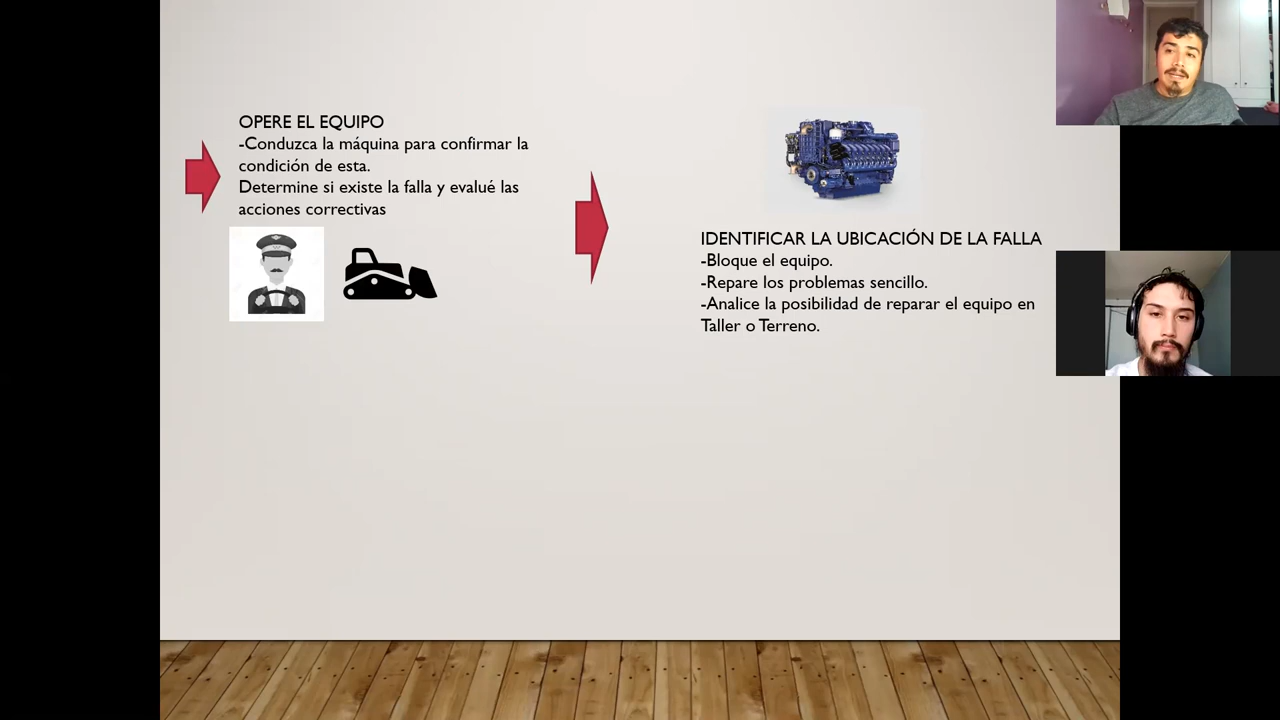 OPERE EL EQUIPO
-Conduzca la máquina para confirmar la
condición de esta.
Determine si existe la falla y evalué las
acciones correctivas
IDENTIFICAR LA UBICACIÓN DE LA FALLA
-Bloque el equipo.
-Repare los problemas sencillo.
-Analice la posibilidad de reparar el equipo en
Taller o Terreno.